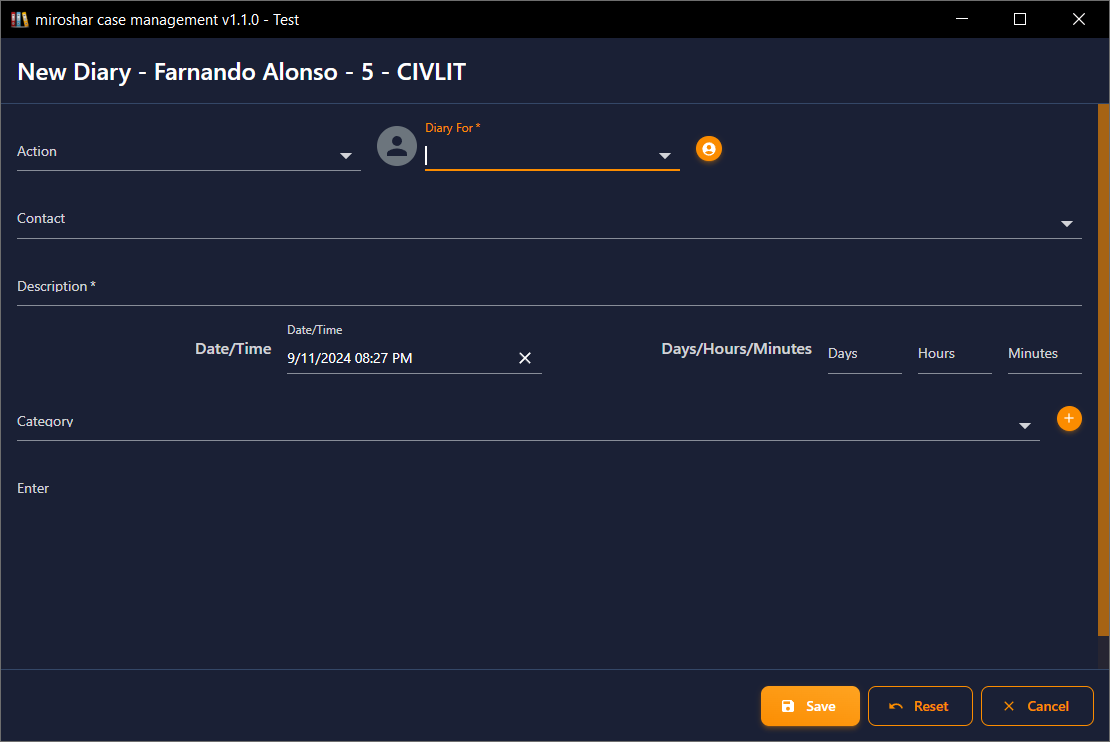 miroshar case management v1.1.0 - Test
New Diary - Farnando Alonso - 5 - CIVLIT
Diary For *
Action
Contact
Description *
Date/Time
Date/Time
9/11/2024 08:27 PM
Days/Hours/Minutes
Days
Hours
Minutes
Category
Enter
Save
Reset
Cancel